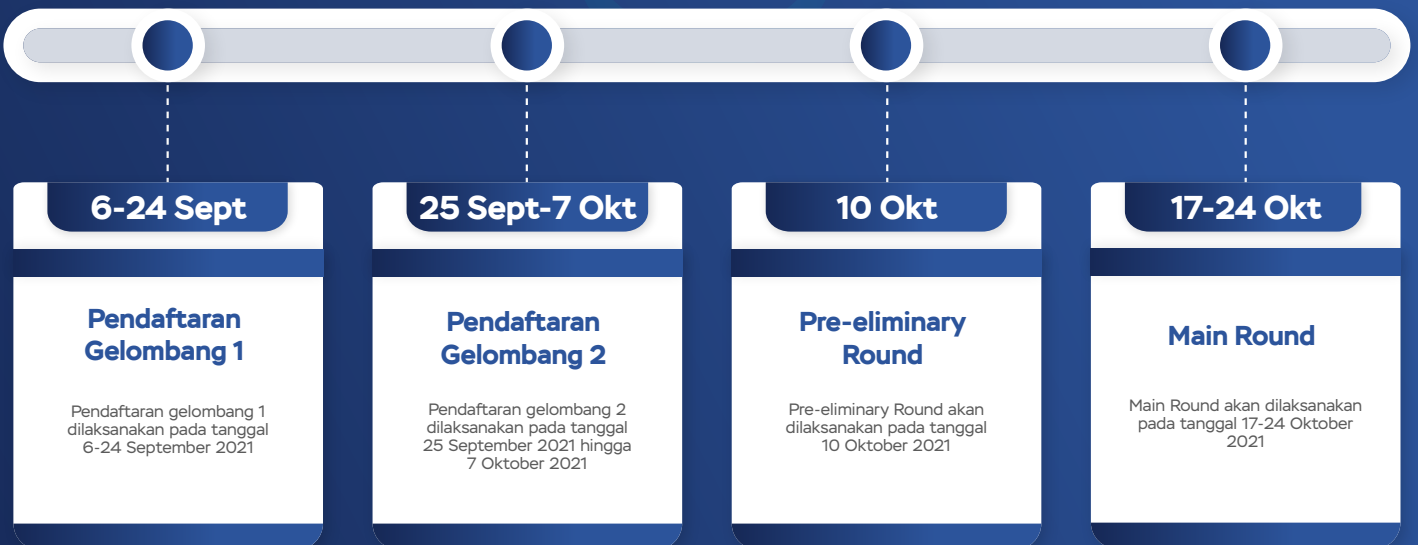 6-24 Sept
Pendaftaran
Gelombang 1
Pendaftaran gelombang 1
dilaksanakan pada tanggal
6-24 September 2021
25 Sept-7 Okt
Pendaftaran
Gelombang 2
Pendaftaran gelombang 2
dilaksanakan pada tanggal
25 September 2021 hingga
7 Oktober 2021
10 Okt
Pre-eliminary
Round
Pre-eliminary Round akan
dilaksanakan pada tanggal
10 Oktober 2021
17-24 Okt
Main Round
Main Round akan dilaksanakan
pada tanggal 17-24 Oktober
2021